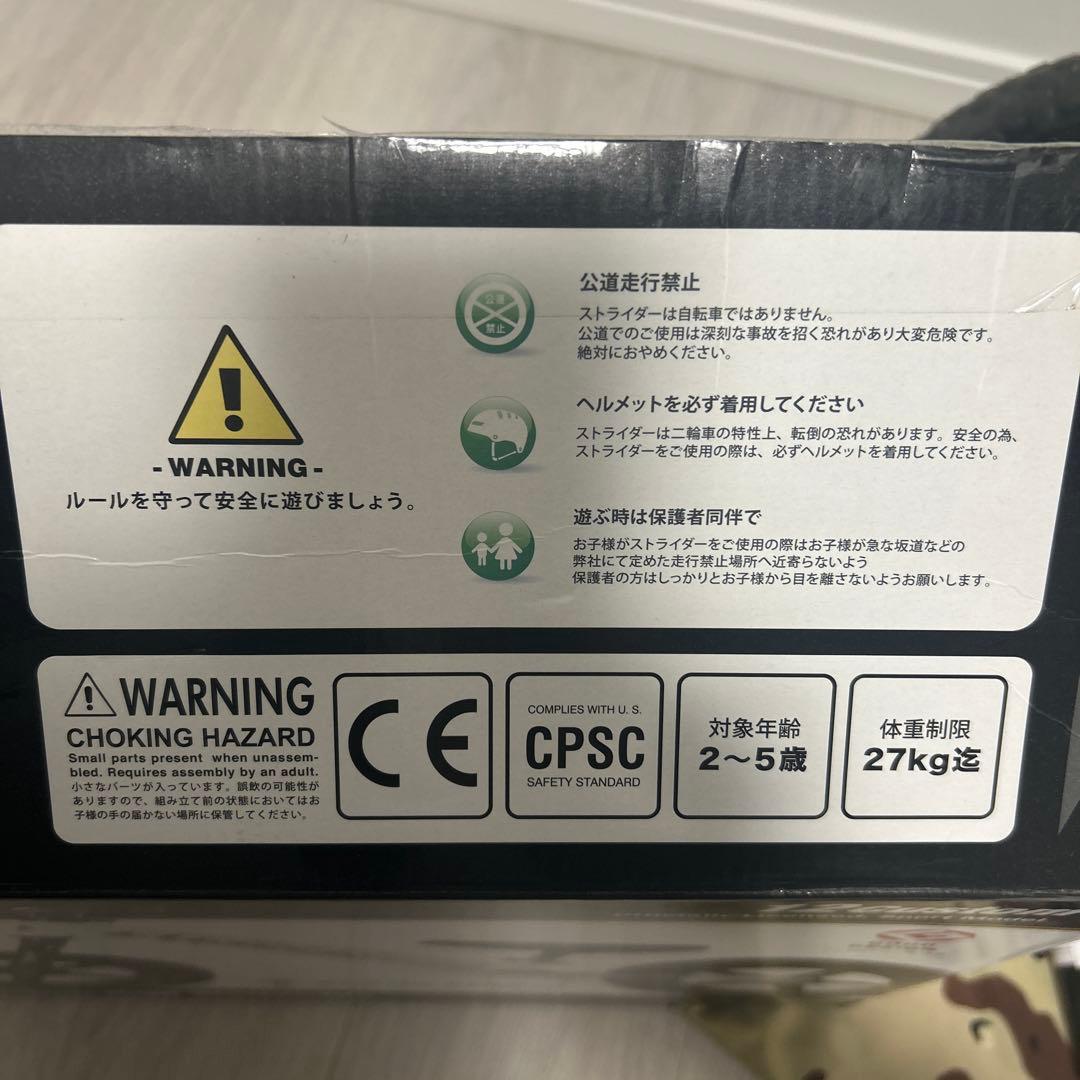 - WARNING -
ルールを守って安全に遊びましょう。
公道
禁止
公道走行禁止
ストライダーは自転車ではありません。
公道でのご使用は深刻な事故を招く恐れがあり大変危険です。
絶対におやめください。
ヘルメットを必ず着用してください
ストライダーは二輪車の特性上、転倒の恐れがあります。安全の為、
ストライダーをご使用の際は、必ずヘルメットを着用してください。
遊ぶ時は保護者同伴で
お子様がストライダーをご使用の際はお子様が急な坂道などの
弊社にて定めた走行禁止場所へ近寄らないよう
保護者の方はしっかりとお子様から目を離さないようお願いします。
WARNING
CHOKING HAZARD
Small parts present when unassem-
bled. Requires assembly by an adult.
小さなパーツが入っています。誤飲の可能性が
ありますので、組み立て前の状態においてはお
子様の手の届かない場所に保管してください。
CE
COMPLIES WITH U. S.
CPSC
SAFETY STANDARD
対象年齢
2～5歳
体重制限
27kg迄